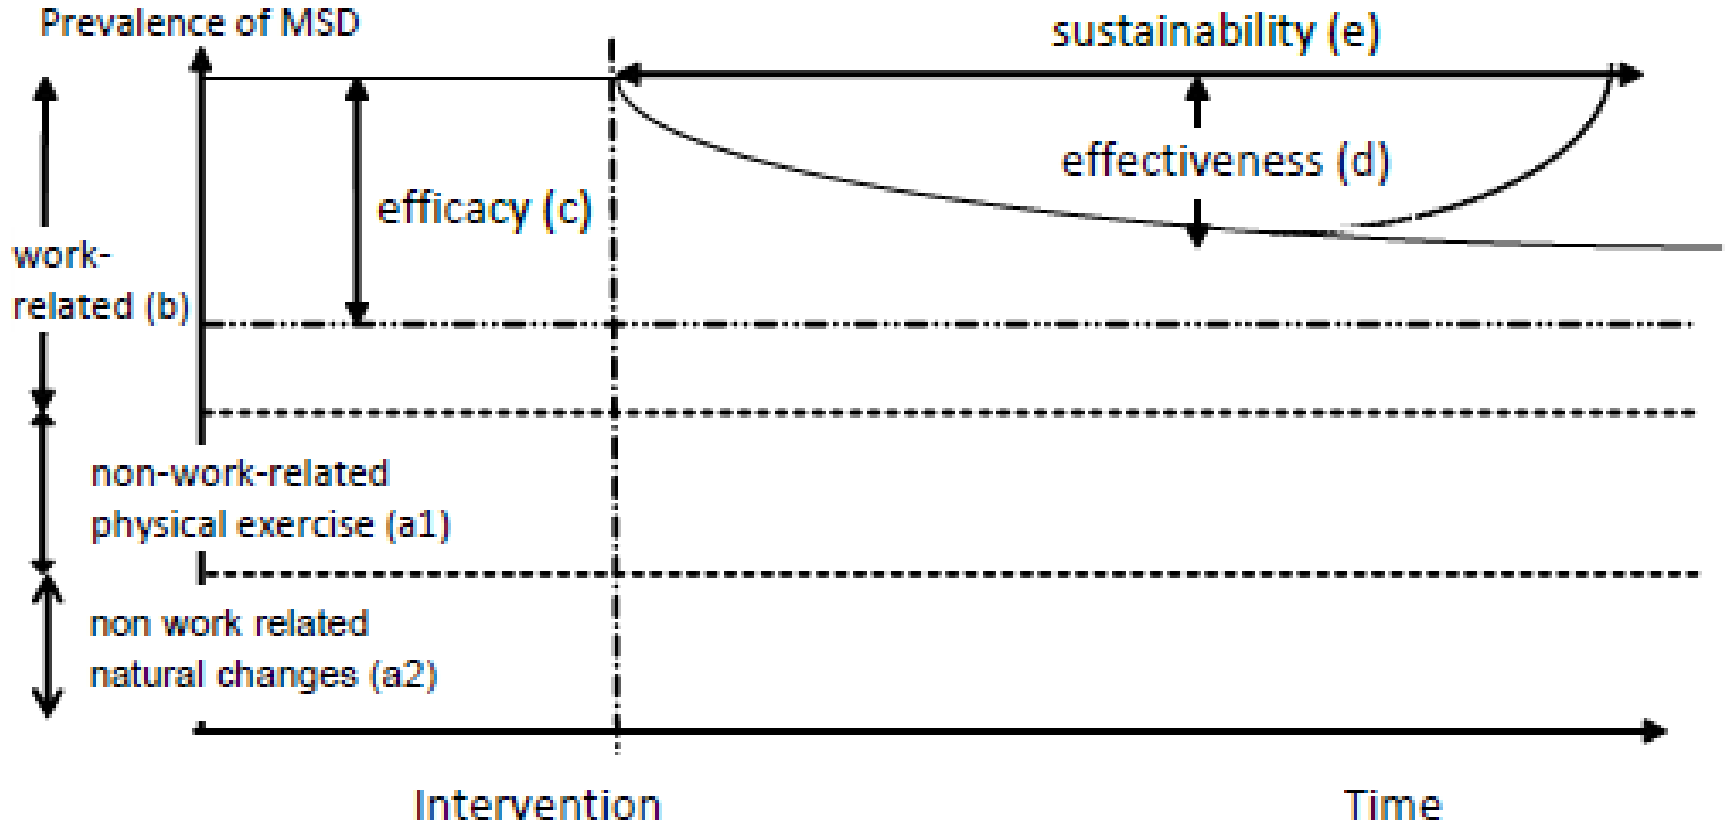 Prevalence of MSD
sustainability (e)
effectiveness (d)
efficacy (c)
work-
related (b)
non-work-related
physical exercise (a1)
non work related
natural changes (a2)
Intervention
Time